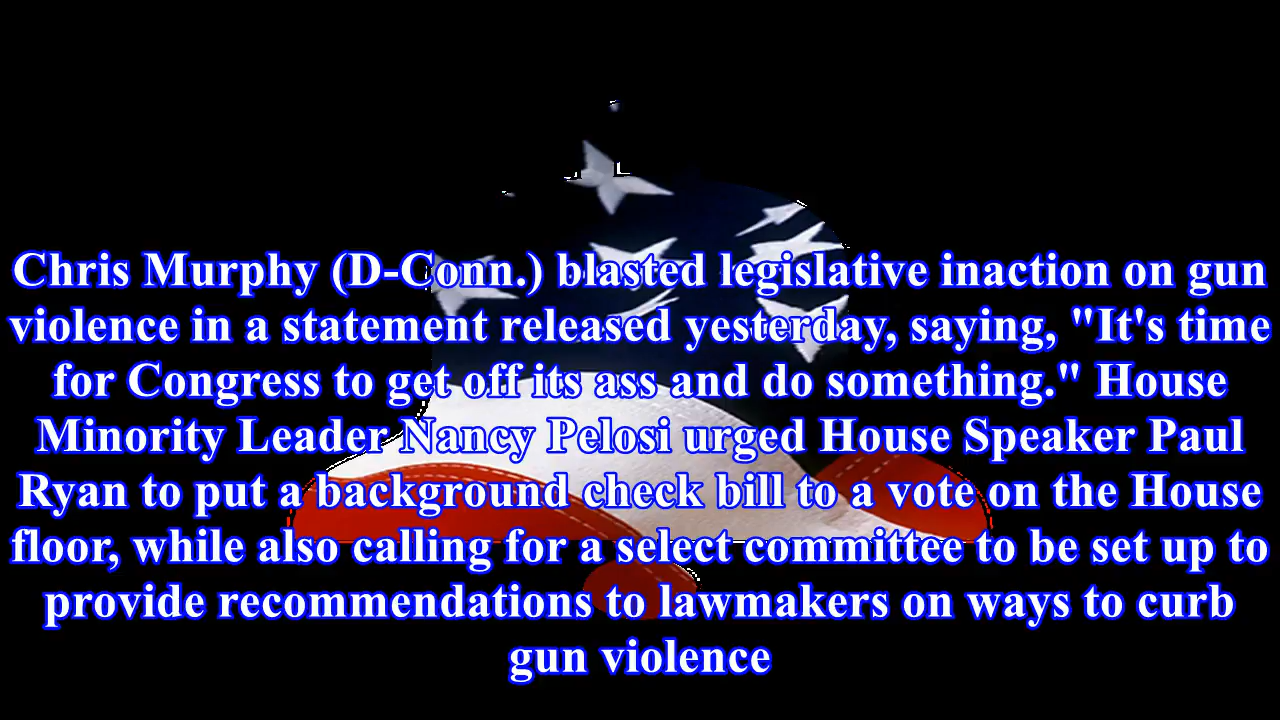 Chris Murphy (D-Conn.) blasted legislative inaction on gun
violence in a statement released yesterday, saying, "It's time
for Congress to get off its ass and do something." House
Minority Leader Nancy Pelosi urged House Speaker Paul
Ryan to put a background check bill to a vote on the House
floor, while also calling for a select committee to be set up to
provide recommendations to lawmakers on ways to curb
gun violence